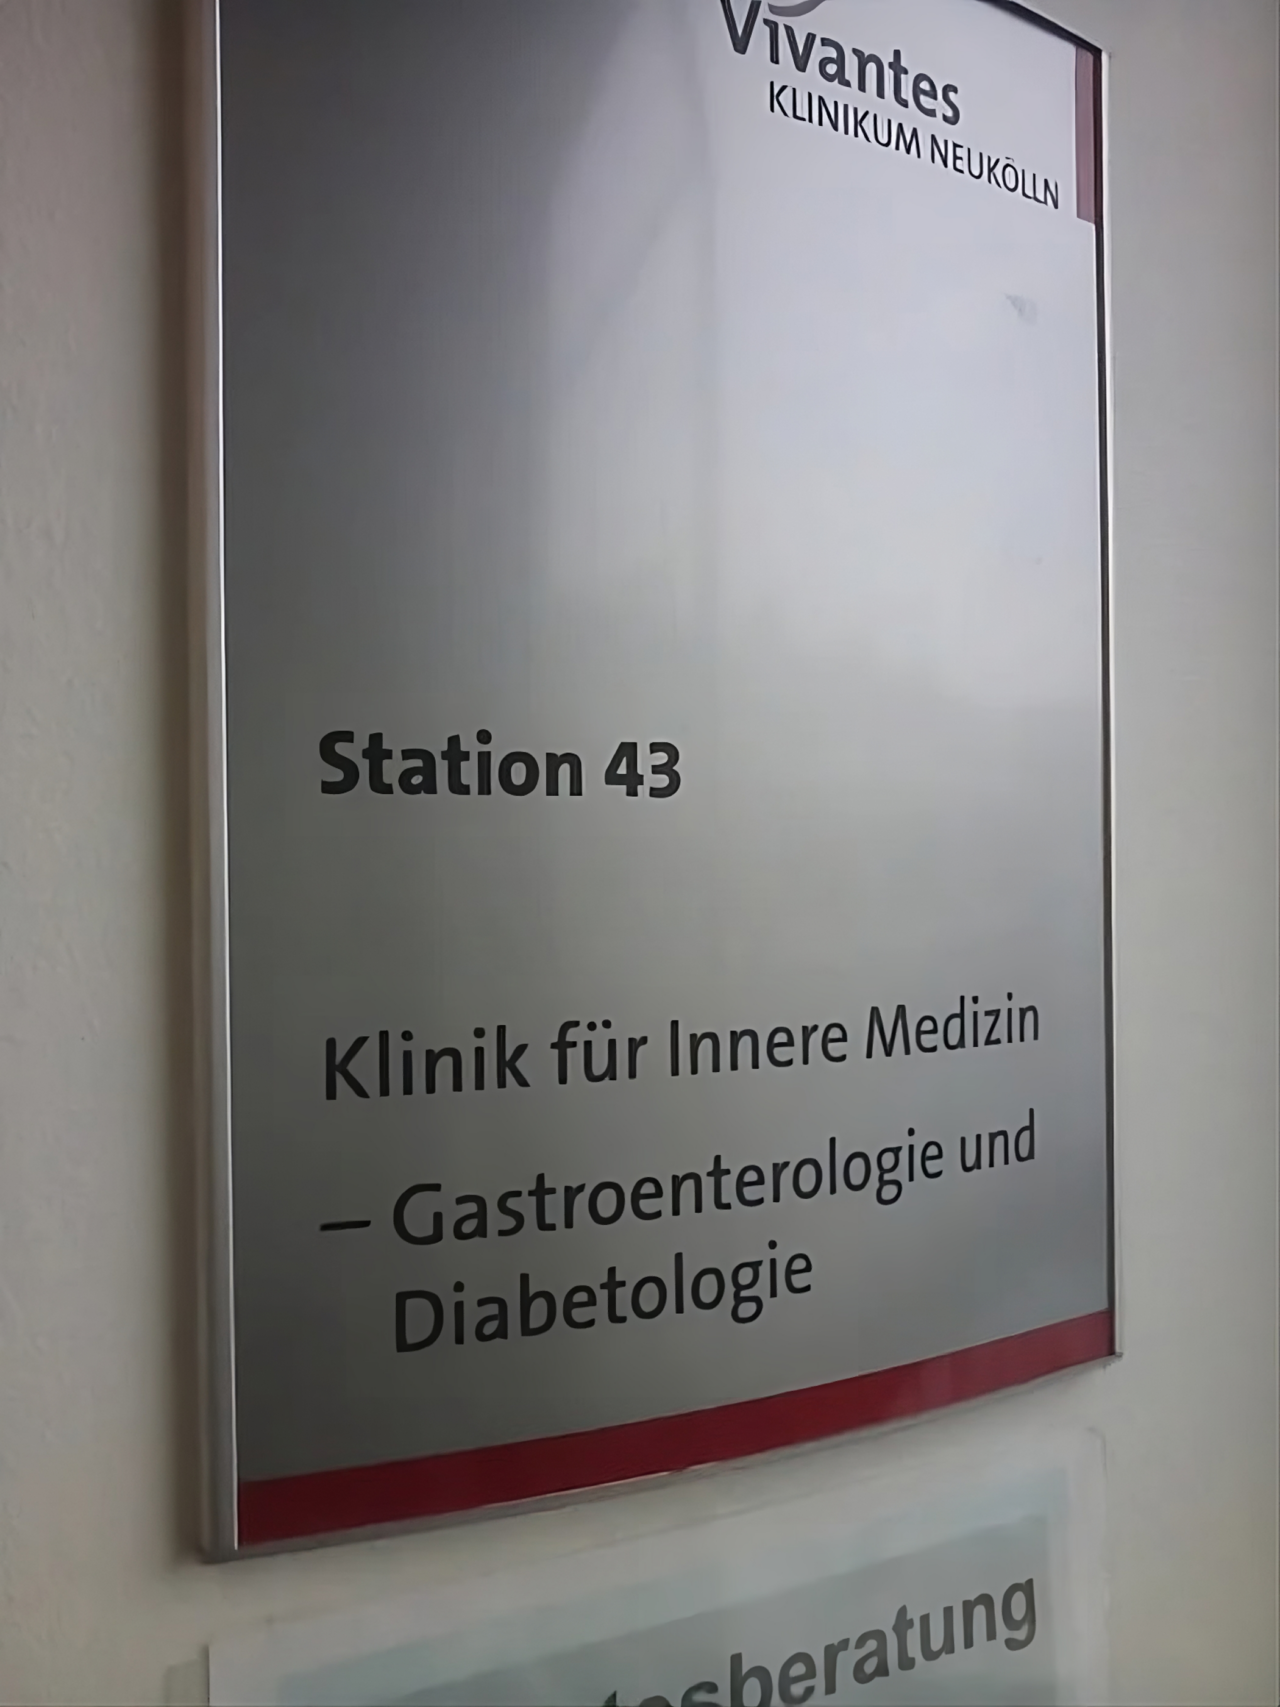 Vivantes
KLINIKUM NEUKÖLLN
Station 43
Klinik für Innere Medizin
– Gastroenterologie und
Diabetologie